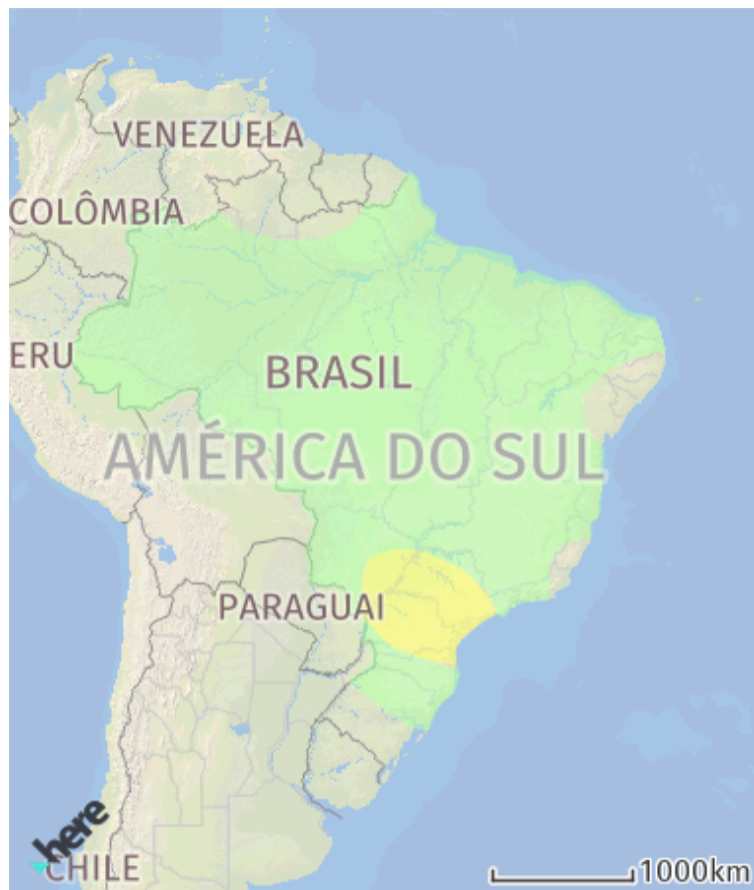 VENEZUELA
COLÔMBIA
ERU
BRASIL
AMÉRICA DO SUL
PARAGUAI
here
CHILE
1000km